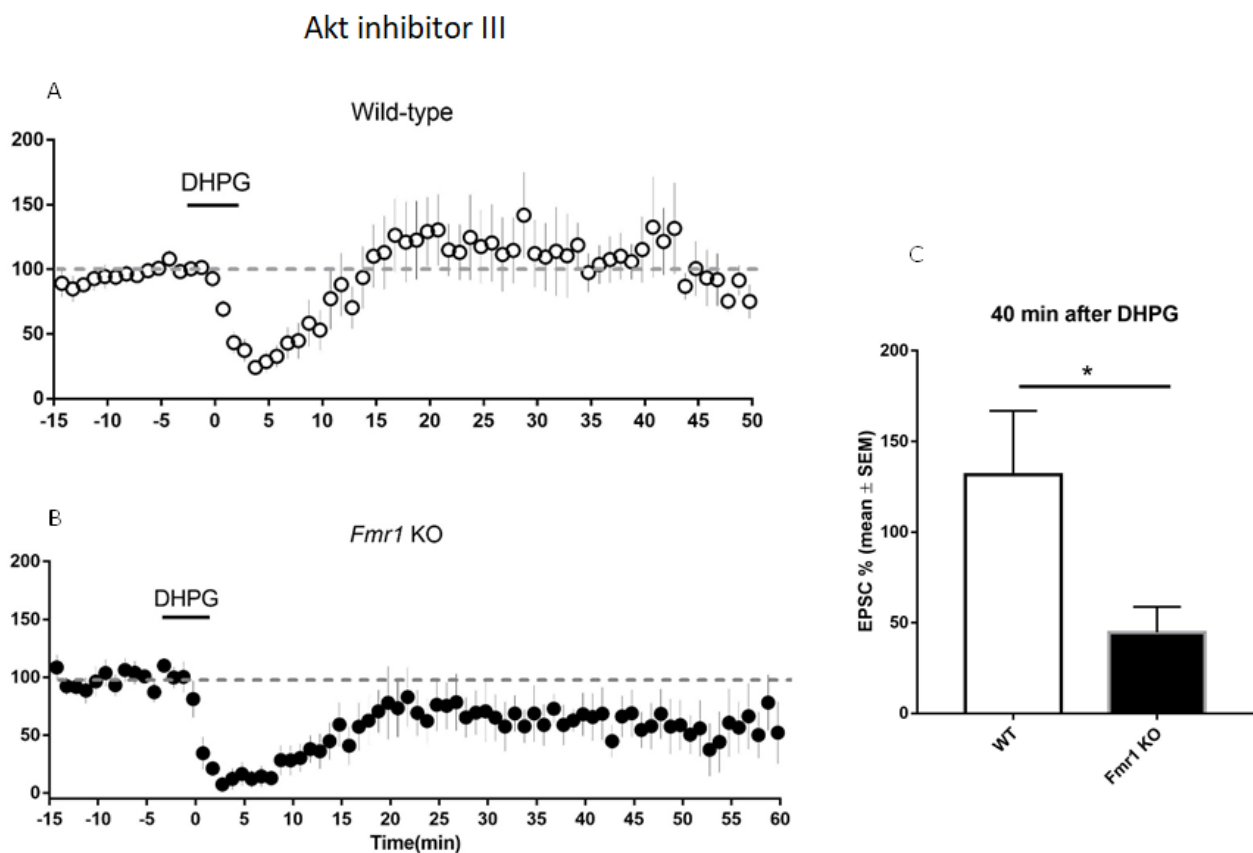 Akt inhibitor III
A
Wild-type
200
150
100
50
0
DHPG
-15 -10 -5 0 5 10 15 20 25 30 35 40 45 50
B
Fmr1 KO
200
150
100
50
0
DHPG
-15 -10 -5 0 5 10 15 20 25 30 35 40 45 50 55 60
Time(min)
C
40 min after DHPG
EPSC % (mean ± SEM)
200
150
100
50
0
*
WT
Fmr1 KO